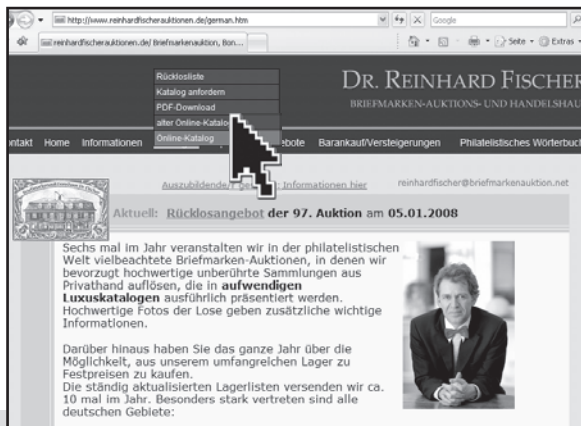 http://www.reinhardfischerauktionen.de/german.htm
Google
reinhardfischerauktionen.de/ Briefmarkenauktion, Bon...
Seite
Extras
Rücklosliste
Katalog anfordern
PDF-Download
alter Online-Katalog
Online-Katalog
DR. REINHARD FISCHER
BRIEFMARKEN-AUKTIONS- UND HANDELSHAU
ntakt Home Informationen ebote Barankauf/Versteigerungen Philatelistisches Wörterbuch
Auszubildende/r Informationen hier
reinhardfischer@briefmarkenauktion.net
Aktuell: Rücklosangebot der 97. Auktion am 05.01.2008
Sechs mal im Jahr veranstalten wir in der philatelistischen
Welt vielbeachtete Briefmarken-Auktionen, in denen wir
bevorzugt hochwertige unberührte Sammlungen aus
Privathand auflösen, die in aufwendigen
Luxuskatalogen ausführlich präsentiert werden.
Hochwertige Fotos der Lose geben zusätzliche wichtige
Informationen.
Darüber hinaus haben Sie das ganze Jahr über die
Möglichkeit, aus unserem umfangreichen Lager zu
Festpreisen zu kaufen.
Die ständig aktualisierten Lagerlisten versenden wir ca.
10 mal im Jahr. Besonders stark vertreten sind alle
deutschen Gebiete: